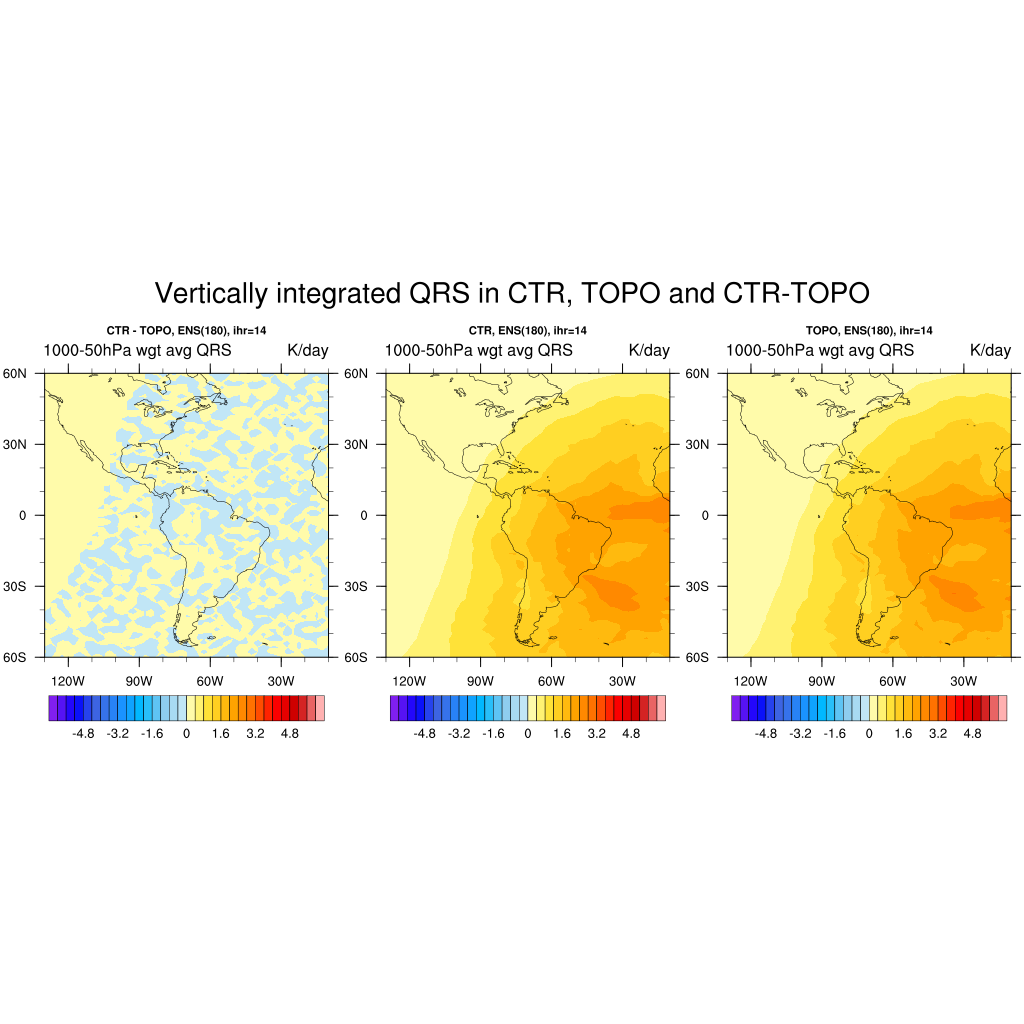 Vertically integrated QRS in CTR, TOPO and CTR-TOPO
CTR - TOPO, ENS(180), ihr=14
1000-50hPa wgt avg QRS K/day
60N
30N
0
30S
60S
120W 90W 60W 30W
-4.8 -3.2 -1.6 0 1.6 3.2 4.8
CTR, ENS(180), ihr=14
1000-50hPa wgt avg QRS K/day
60N
30N
0
30S
60S
120W 90W 60W 30W
-4.8 -3.2 -1.6 0 1.6 3.2 4.8
TOPO, ENS(180), ihr=14
1000-50hPa wgt avg QRS K/day
60N
30N
0
30S
60S
120W 90W 60W 30W
-4.8 -3.2 -1.6 0 1.6 3.2 4.8